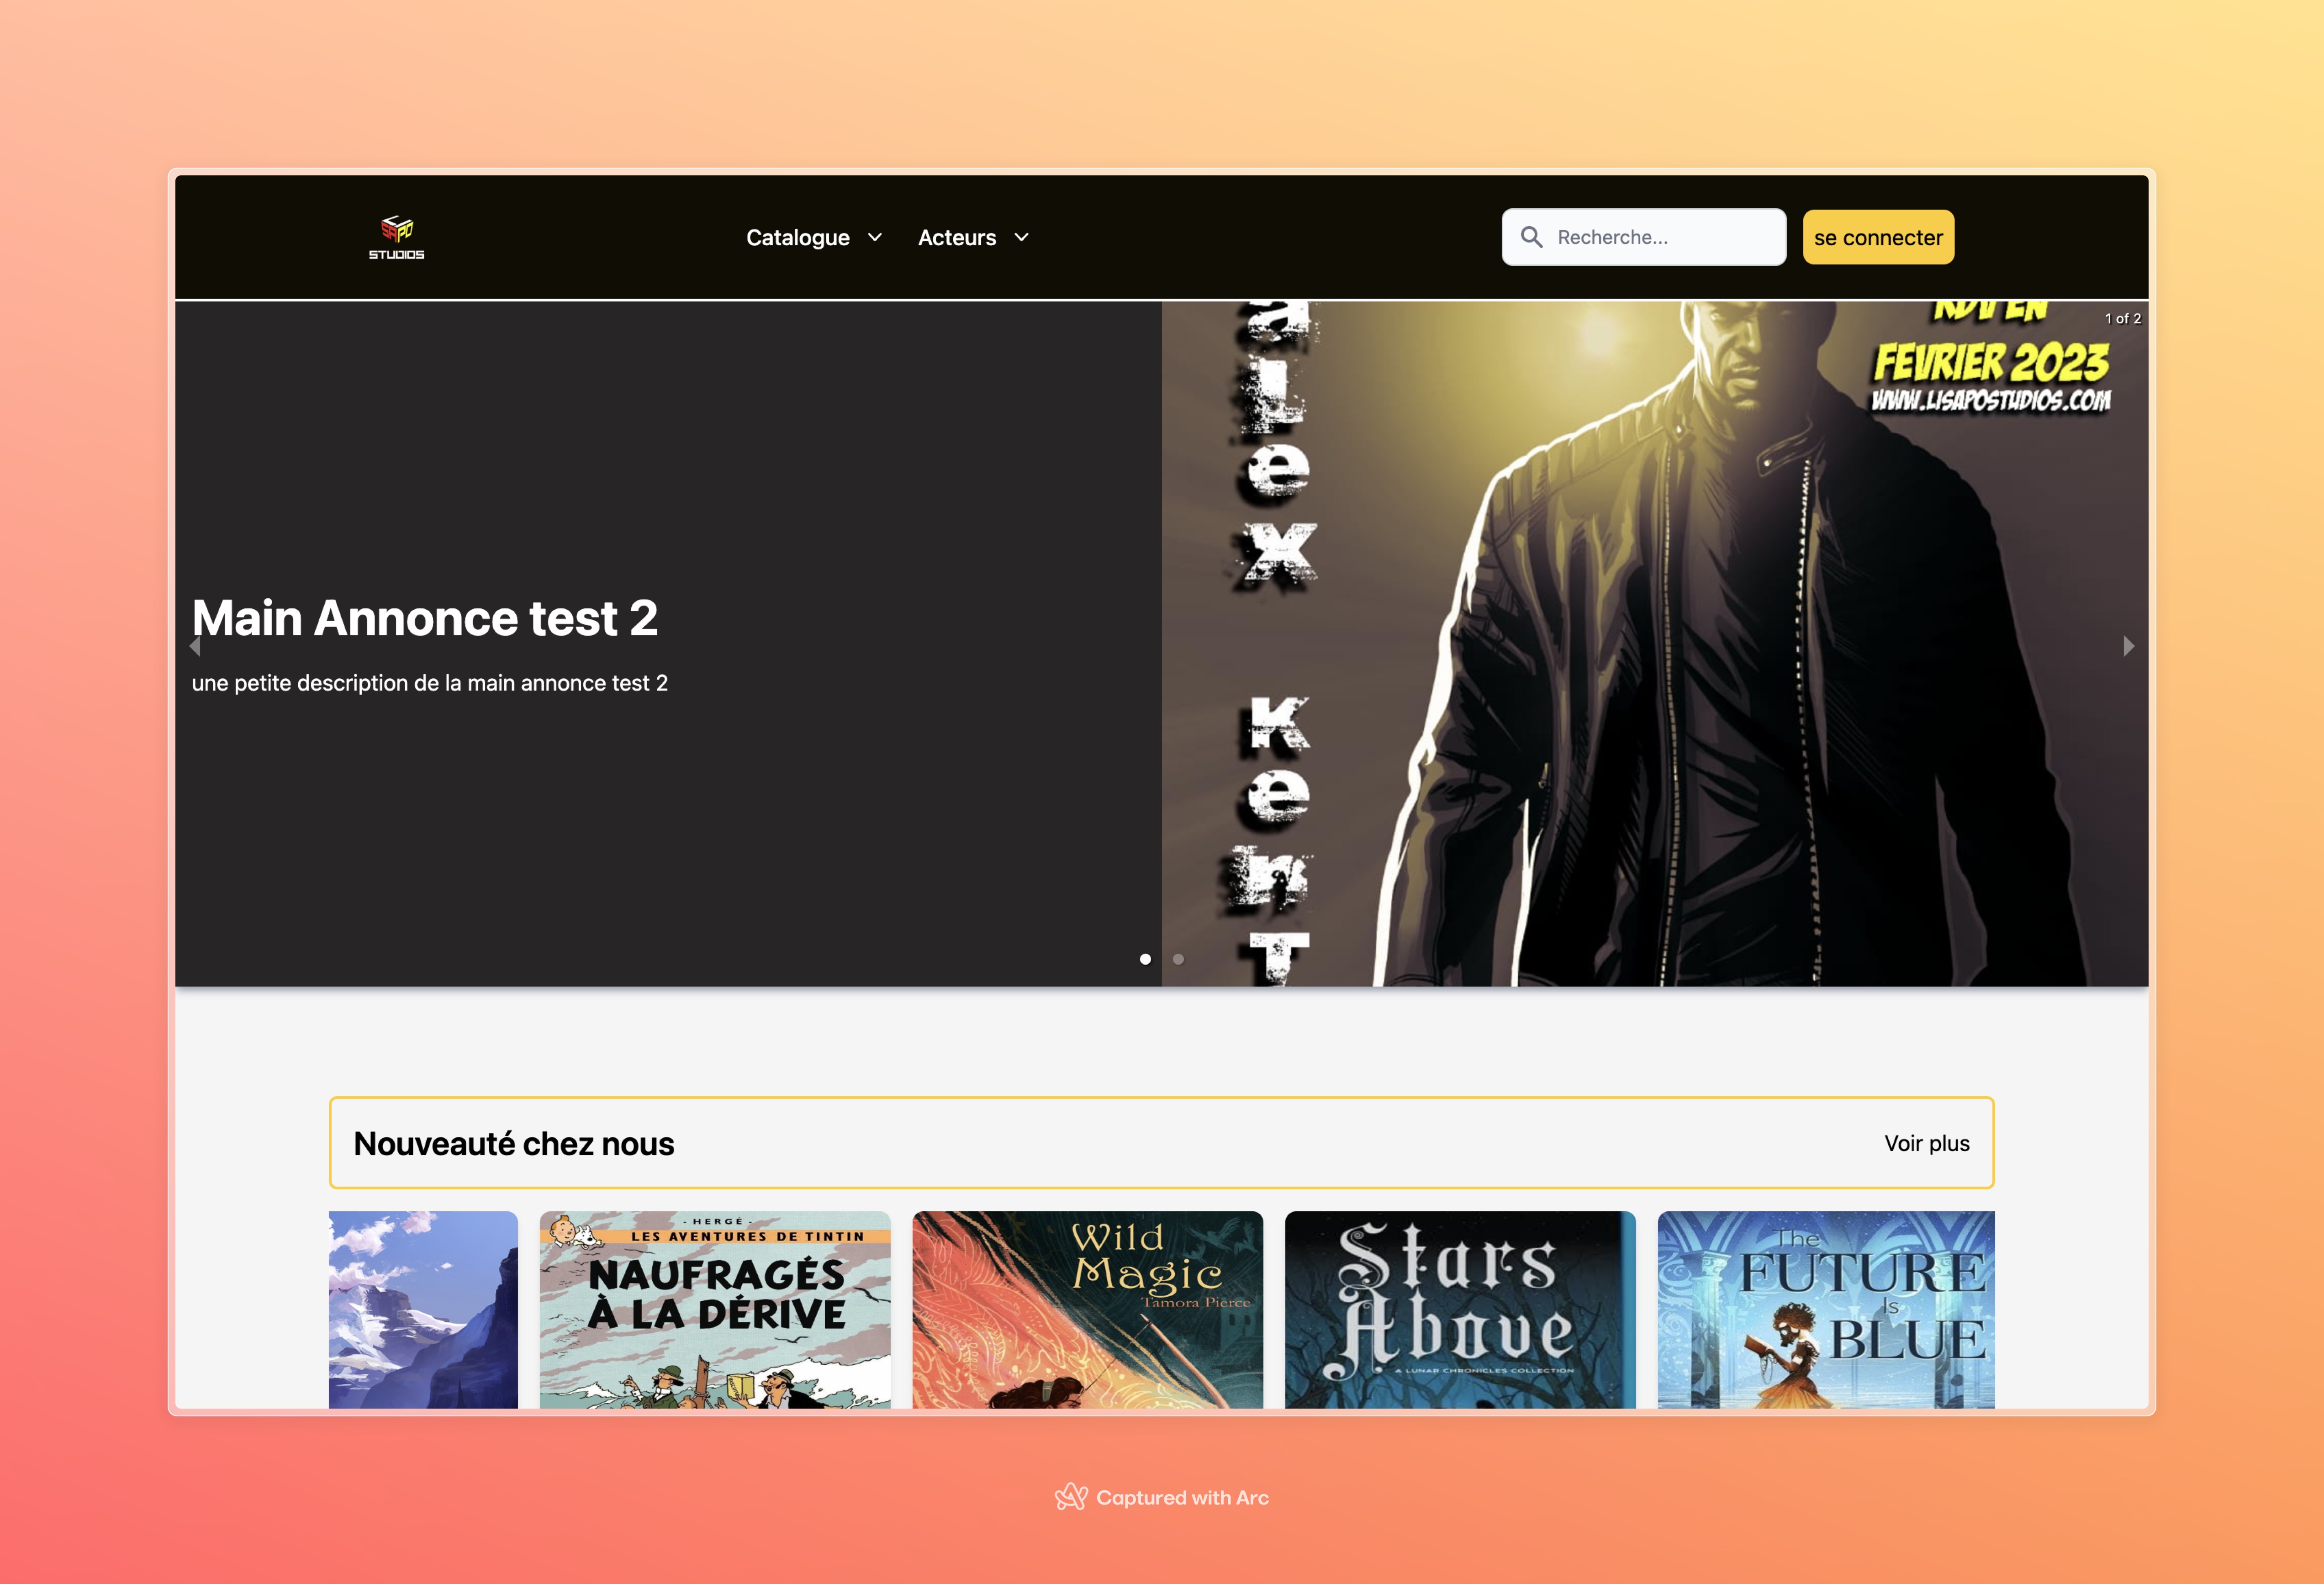 SAPO
STUDIOS
Catalogue
Acteurs
Recherche...
se connecter
1 of 2
RDV EN
FEVRIER 2023
WWW.LISAPOSTUDIOS.COM
aLex KenT
Main Annonce test 2
une petite description de la main annonce test 2
Nouveauté chez nous
Voir plus
- HERGÉ -
LES AVENTURES DE TINTIN
NAUFRAGÉS
À LA DÉRIVE
Wild
Magic
Tamora Pierce
Stars
Above
A LUNAR CHRONICLES COLLECTION
The
FUTURE
Is
BLUE
Captured with Arc